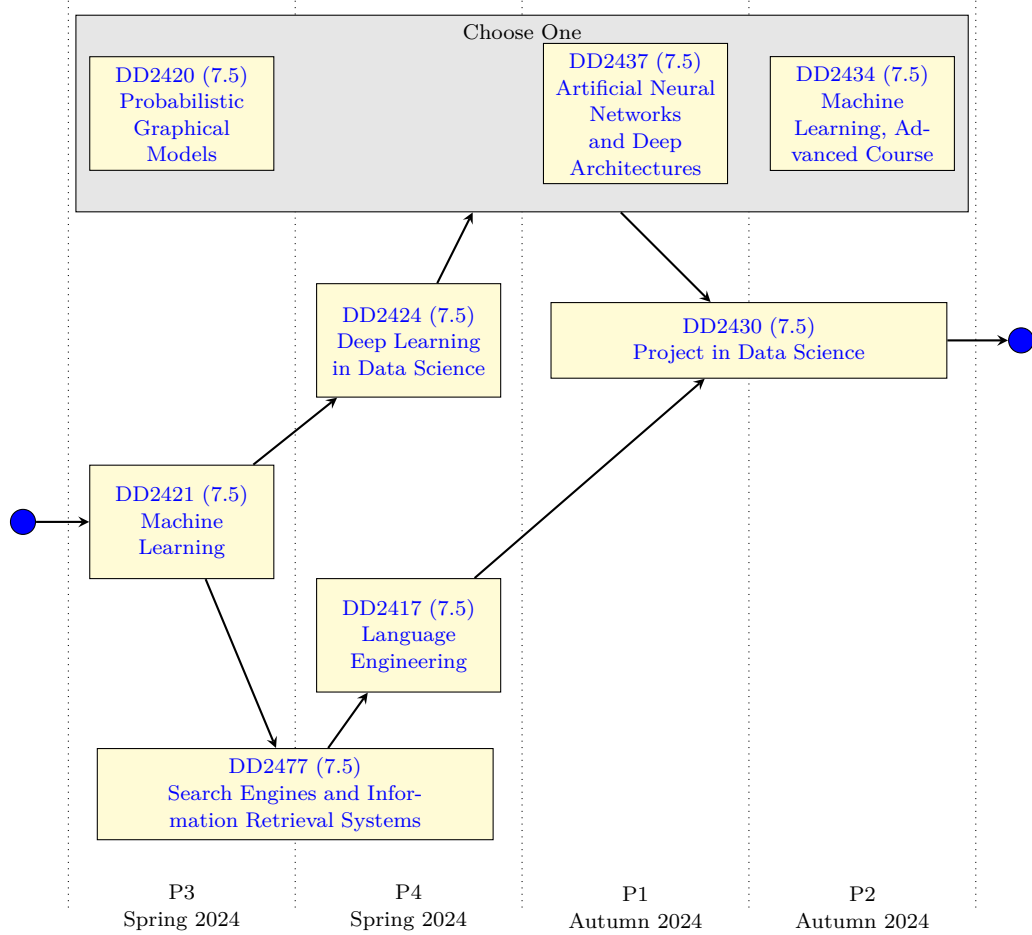 Choose One
DD2420 (7.5)
Probabilistic
Graphical
Models
DD2437 (7.5)
Artificial Neural
Networks
and Deep
Architectures
DD2434 (7.5)
Machine
Learning, Ad-
vanced Course
DD2424 (7.5)
Deep Learning
in Data Science
DD2430 (7.5)
Project in Data Science
DD2421 (7.5)
Machine
Learning
DD2417 (7.5)
Language
Engineering
DD2477 (7.5)
Search Engines and Infor-
mation Retrieval Systems
P3
Spring 2024
P4
Spring 2024
P1
Autumn 2024
P2
Autumn 2024